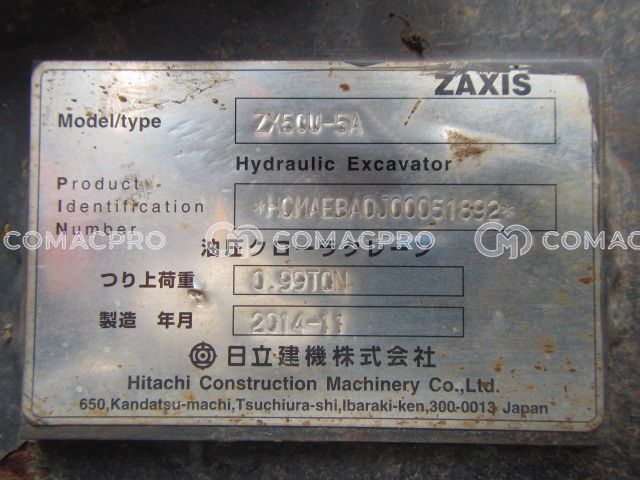 ZAXIS
Model/type ZX50U-5A
Hydraulic Excavator
Product
Identification *HCMAEBA0J00051892*
Number
COMACPRO COMACPRO COMACPRO
油圧クローラクレーン
つり上荷重 0.99TON
製造 年月 2014-11
日立建機株式会社
Hitachi Construction Machinery Co.,Ltd.
650,Kandatsu-machi,Tsuchiura-shi,Ibaraki-ken,300-0013 Japan